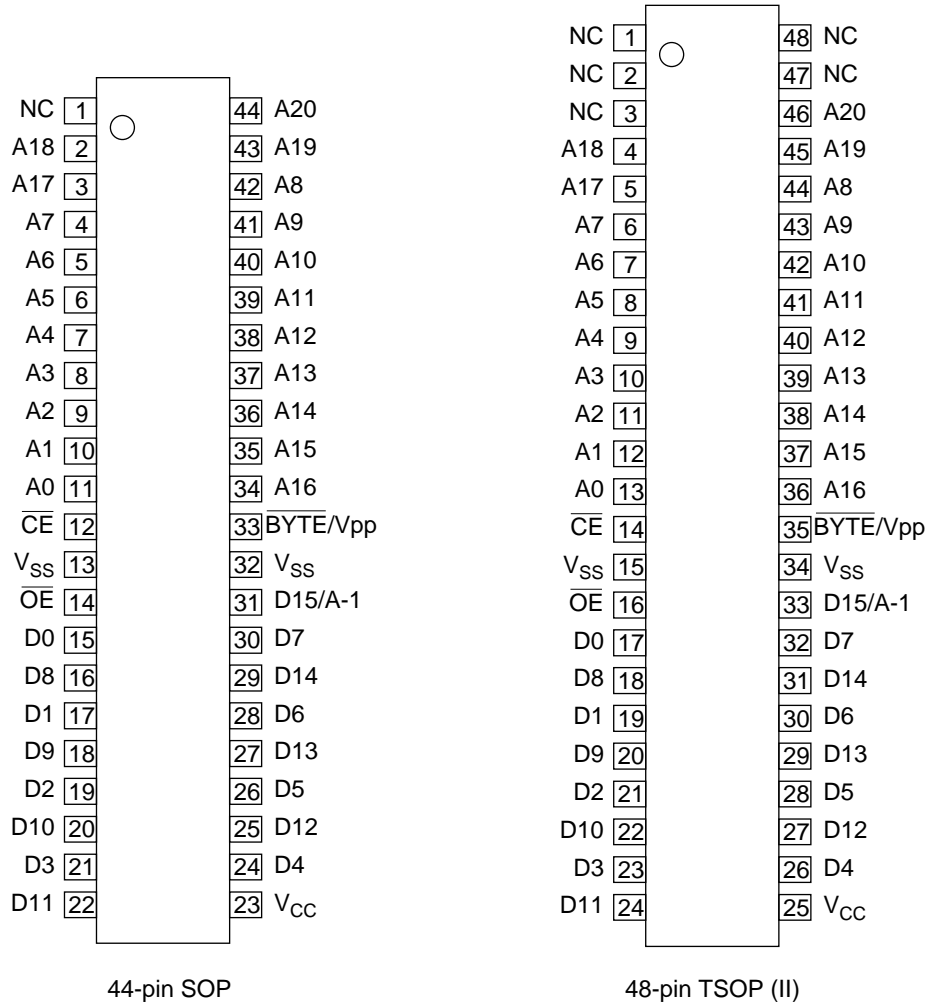 NC 1 44 A20
A18 2 43 A19
A17 3 42 A8
A7 4 41 A9
A6 5 40 A10
A5 6 39 A11
A4 7 38 A12
A3 8 37 A13
A2 9 36 A14
A1 10 35 A15
A0 11 34 A16
CE 12 33 BYTE/Vpp
VSS 13 32 VSS
OE 14 31 D15/A-1
D0 15 30 D7
D8 16 29 D14
D1 17 28 D6
D9 18 27 D13
D2 19 26 D5
D10 20 25 D12
D3 21 24 D4
D11 22 23 VCC
44-pin SOP
NC 1 48 NC
NC 2 47 NC
NC 3 46 A20
A18 4 45 A19
A17 5 44 A8
A7 6 43 A9
A6 7 42 A10
A5 8 41 A11
A4 9 40 A12
A3 10 39 A13
A2 11 38 A14
A1 12 37 A15
A0 13 36 A16
CE 14 35 BYTE/Vpp
VSS 15 34 VSS
OE 16 33 D15/A-1
D0 17 32 D7
D8 18 31 D14
D1 19 30 D6
D9 20 29 D13
D2 21 28 D5
D10 22 27 D12
D3 23 26 D4
D11 24 25 VCC
48-pin TSOP (II)